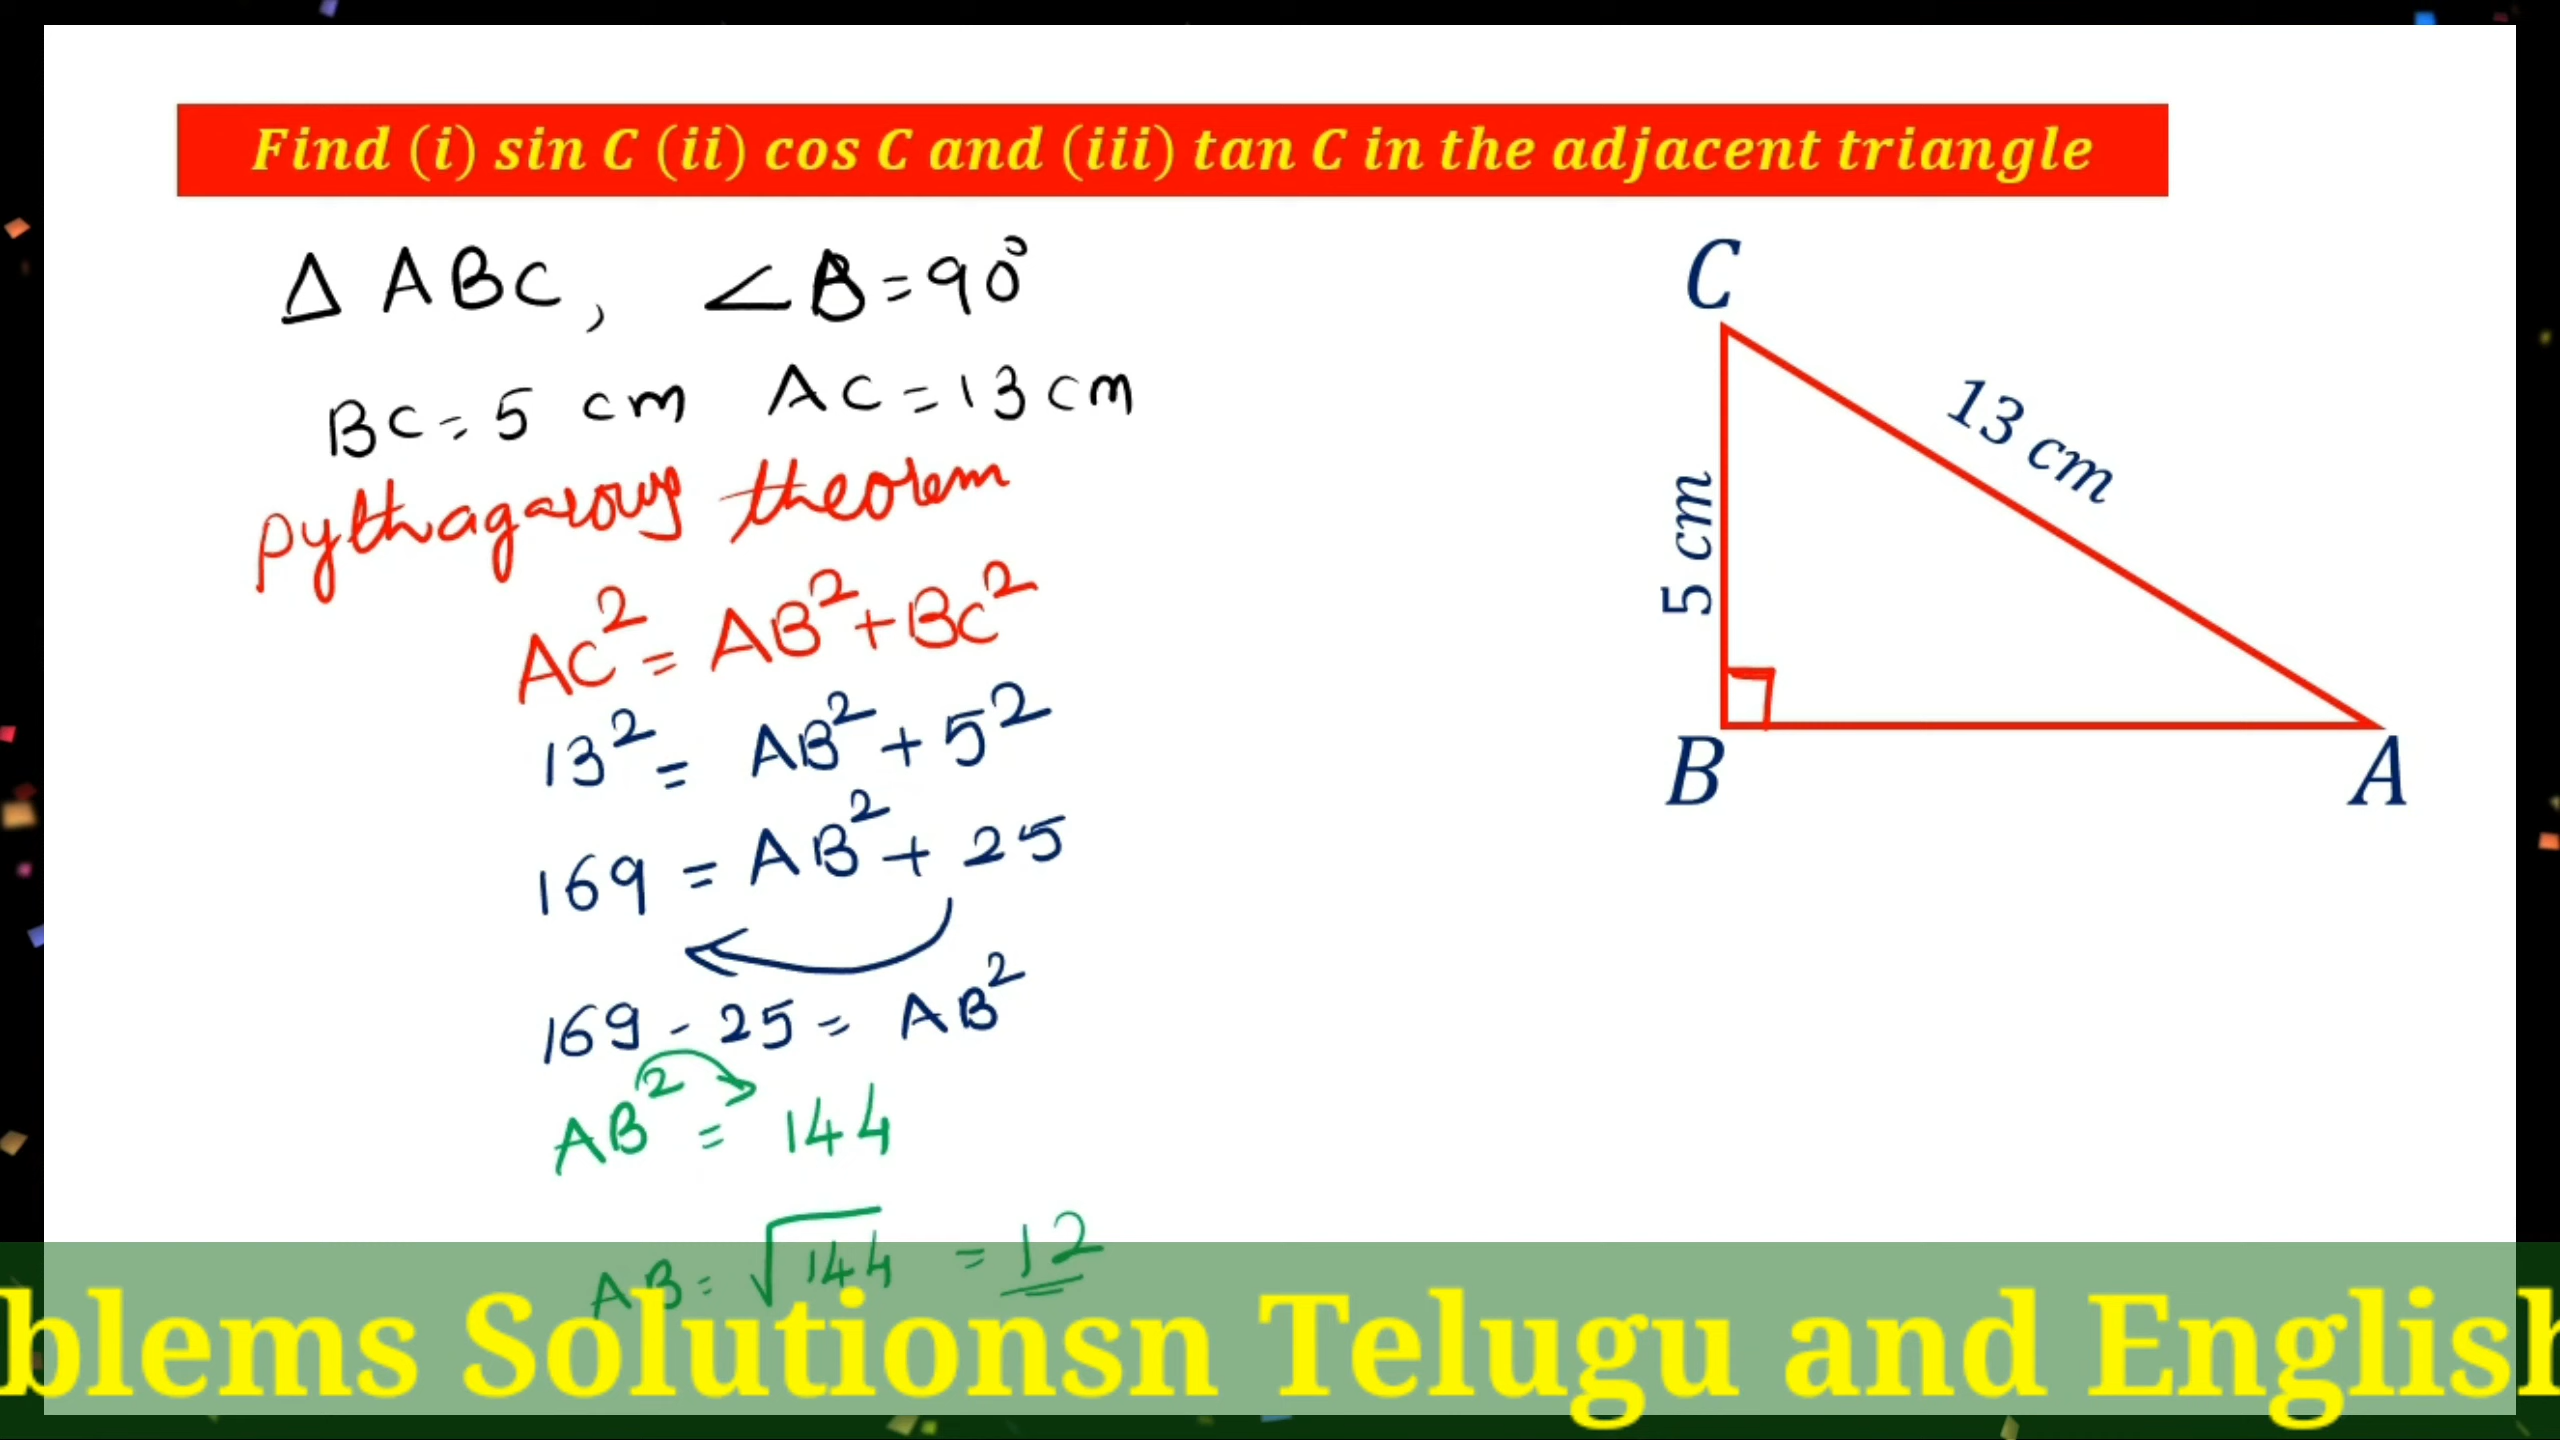 Find (i) sin C (ii) cos C and (iii) tan C in the adjacent triangle
Δ ABC, ∠B=90°
BC=5 cm AC=13 cm
pythagarous theorem
AC²=AB²+BC²
13²=AB²+5²
169=AB²+25
169-25=AB²
AB²=144
AB=√144=12
C
13 cm
5 cm
B
A
blems Solutionsn Telugu and English